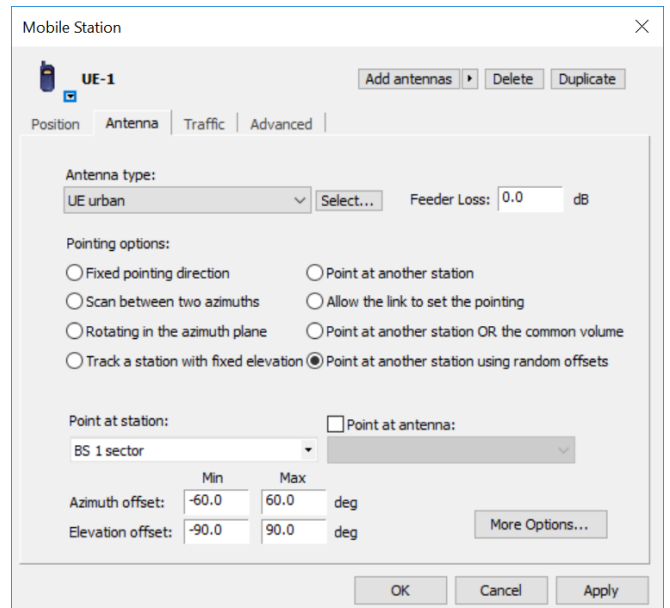 Mobile Station
UE-1
Add antennas Delete Duplicate
Position Antenna Traffic Advanced
Antenna type:
UE urban Select... Feeder Loss: 0.0 dB
Pointing options:
Fixed pointing direction Point at another station
Scan between two azimuths Allow the link to set the pointing
Rotating in the azimuth plane Point at another station OR the common volume
Track a station with fixed elevation Point at another station using random offsets
Point at station: Point at antenna:
BS 1 sector
Min Max
Azimuth offset: -60.0 60.0 deg
Elevation offset: -90.0 90.0 deg
More Options...
OK Cancel Apply